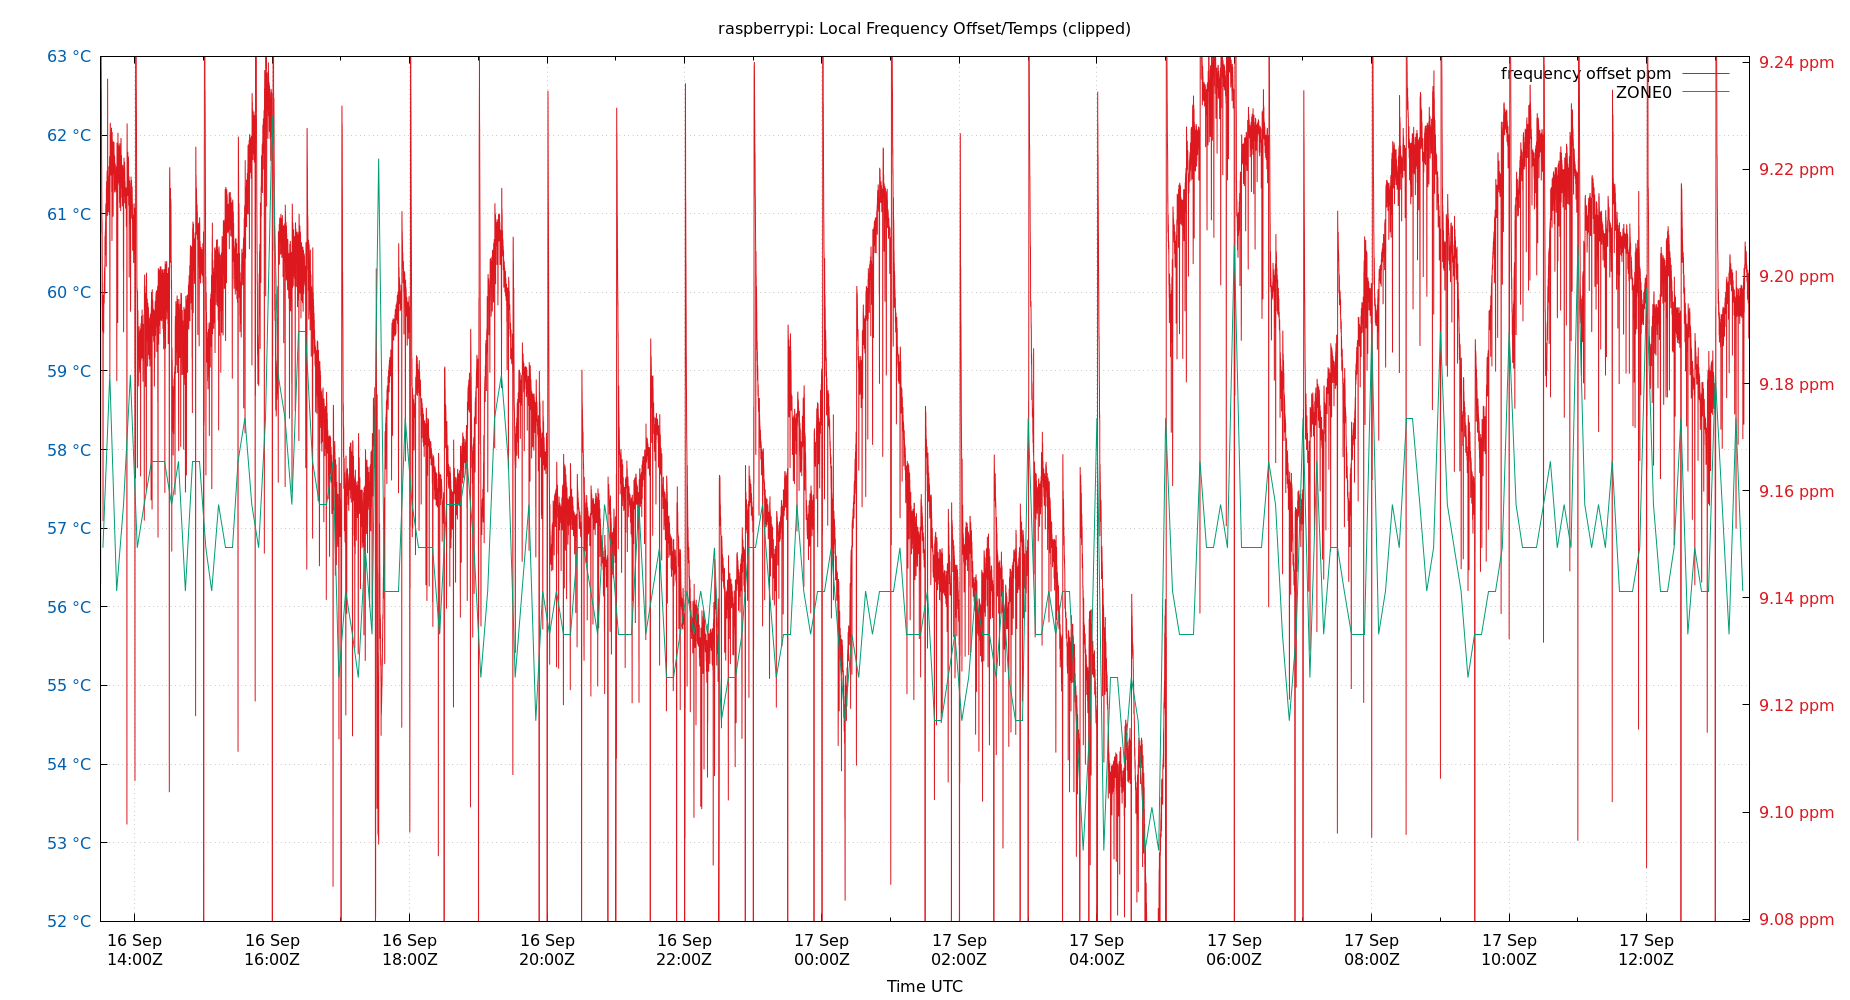 raspberrypi: Local Frequency Offset/Temps (clipped)
63 °C
62 °C
61 °C
60 °C
59 °C
58 °C
57 °C
56 °C
55 °C
54 °C
53 °C
52 °C
9.24 ppm
9.22 ppm
9.20 ppm
9.18 ppm
9.16 ppm
9.14 ppm
9.12 ppm
9.10 ppm
9.08 ppm
frequency offset ppm
ZONE0
16 Sep
14:00Z
16 Sep
16:00Z
16 Sep
18:00Z
16 Sep
20:00Z
16 Sep
22:00Z
17 Sep
00:00Z
17 Sep
02:00Z
17 Sep
04:00Z
17 Sep
06:00Z
17 Sep
08:00Z
17 Sep
10:00Z
17 Sep
12:00Z
Time UTC